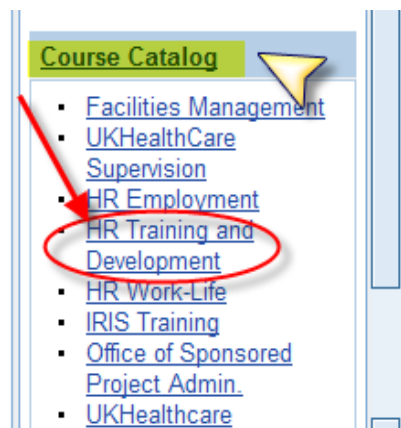 Course Catalog
Facilities Management
UKHealthCare
Supervision
HR Employment
HR Training and
Development
HR Work-Life
IRIS Training
Office of Sponsored
Project Admin.
UKHealthcare